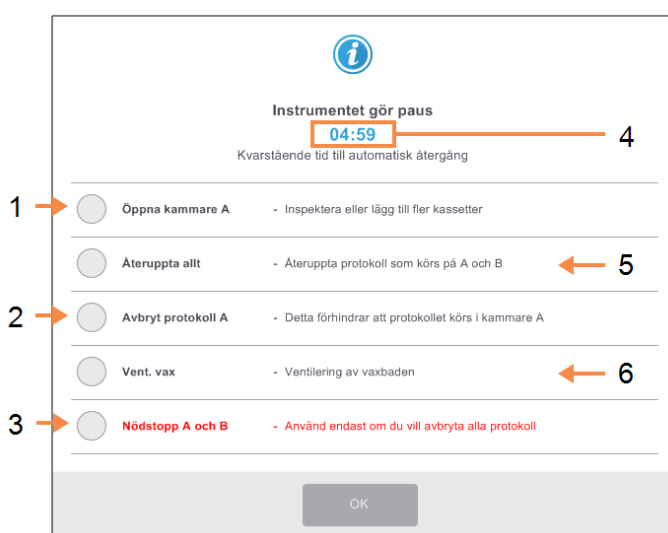 i
Instrumentet gör paus
04:59
4
Kvarstående tid till automatisk återgång
1
Öppna kammare A - Inspektera eller lägg till fler kassetter
Återuppta allt - Återuppta protokoll som körs på A och B
5
2
Avbryt protokoll A - Detta förhindrar att protokollet körs i kammare A
Vent. vax - Ventilering av vaxbaden
6
3
Nödstopp A och B - Använd endast om du vill avbryta alla protokoll
OK